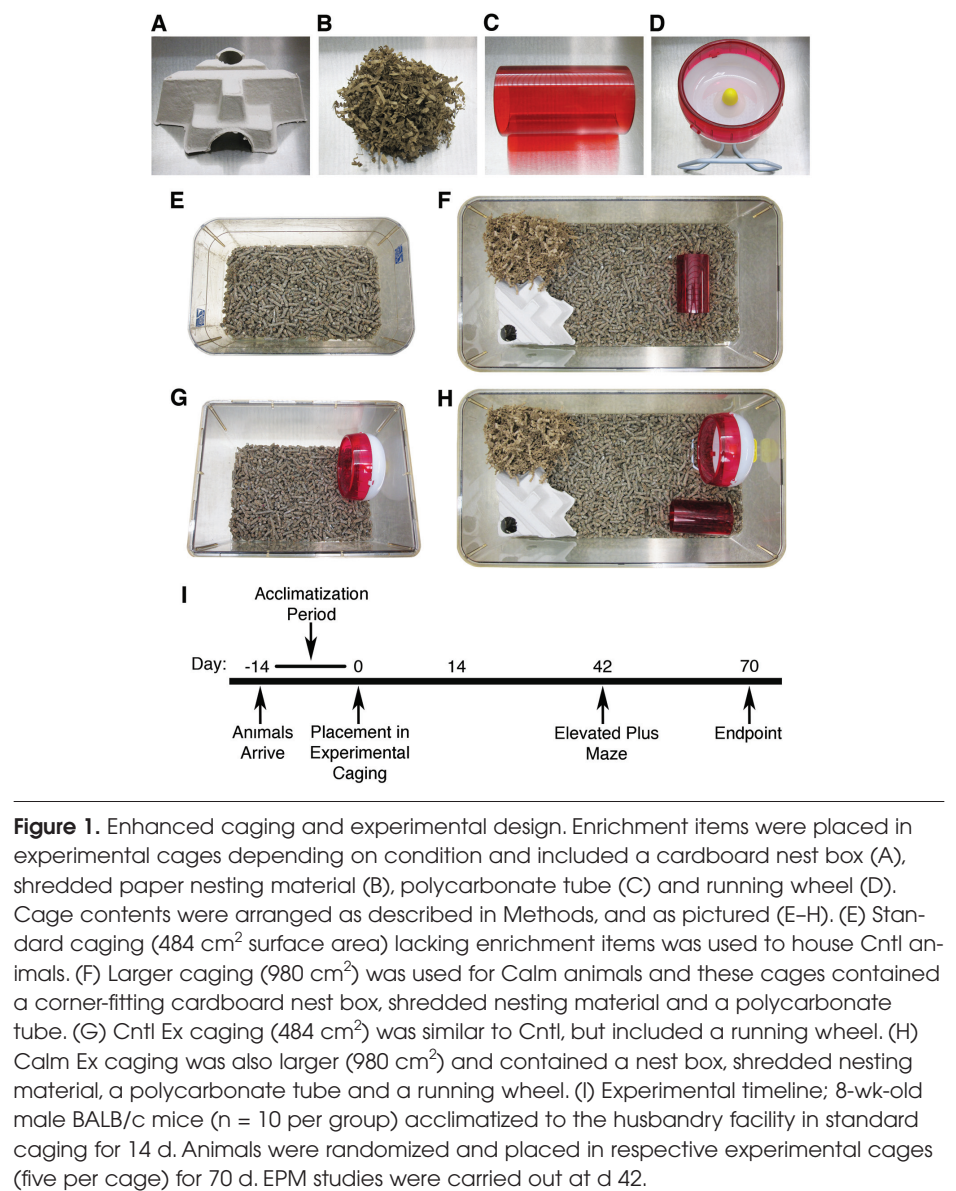 A B C D
E F
G H
I
Acclimatization
Period
Day: -14 0 14 42 70
Animals
Arrive
Placement in
Experimental
Caging
Elevated Plus
Maze
Endpoint
Figure 1. Enhanced caging and experimental design. Enrichment items were placed in
experimental cages depending on condition and included a cardboard nest box (A),
shredded paper nesting material (B), polycarbonate tube (C) and running wheel (D).
Cage contents were arranged as described in Methods, and as pictured (E–H). (E) Stan-
dard caging (484 cm² surface area) lacking enrichment items was used to house Cntl an-
imals. (F) Larger caging (980 cm²) was used for Calm animals and these cages contained
a corner-fitting cardboard nest box, shredded nesting material and a polycarbonate
tube. (G) Cntl Ex caging (484 cm²) was similar to Cntl, but included a running wheel. (H)
Calm Ex caging was also larger (980 cm²) and contained a nest box, shredded nesting
material, a polycarbonate tube and a running wheel. (I) Experimental timeline; 8-wk-old
male BALB/c mice (n = 10 per group) acclimatized to the husbandry facility in standard
caging for 14 d. Animals were randomized and placed in respective experimental cages
(five per cage) for 70 d. EPM studies were carried out at d 42.